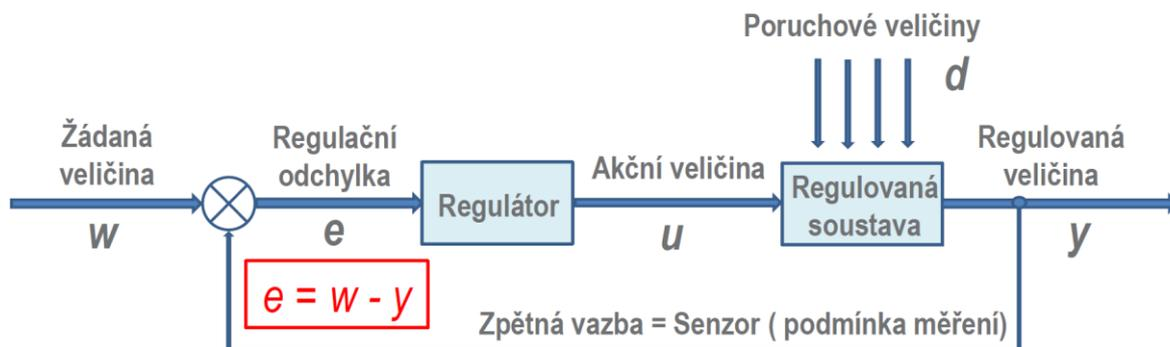 Poruchové veličiny
d
Žádaná
veličina
w
Regulační
odchylka
e
Regulátor
Akční veličina
u
Regulovaná
soustava
Regulovaná
veličina
y
e = w - y
Zpětná vazba = Senzor ( podmínka měření)